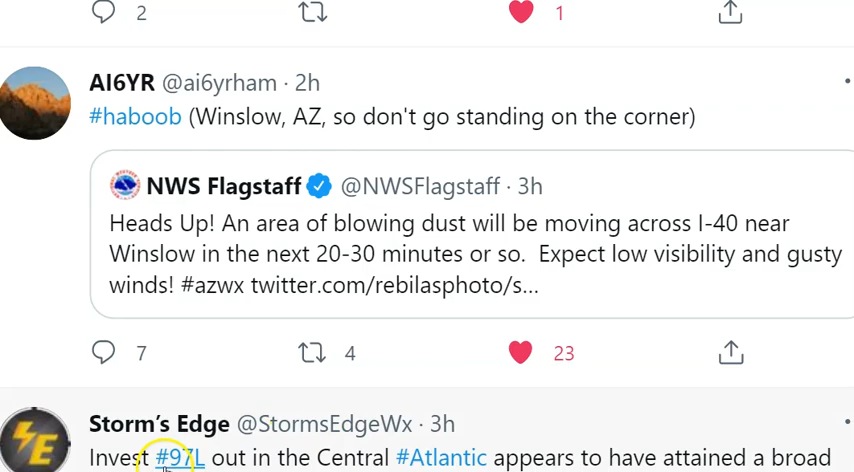 2 1
AI6YR @ai6yrham · 2h
#haboob (Winslow, AZ, so don't go standing on the corner)
NWS Flagstaff @NWSFlagstaff · 3h
Heads Up! An area of blowing dust will be moving across I-40 near
Winslow in the next 20-30 minutes or so.  Expect low visibility and gusty
winds! #azwx twitter.com/rebilasphoto/s...
7 4 23
Storm's Edge @StormsEdgeWx · 3h
Invest #97L out in the Central #Atlantic appears to have attained a broad